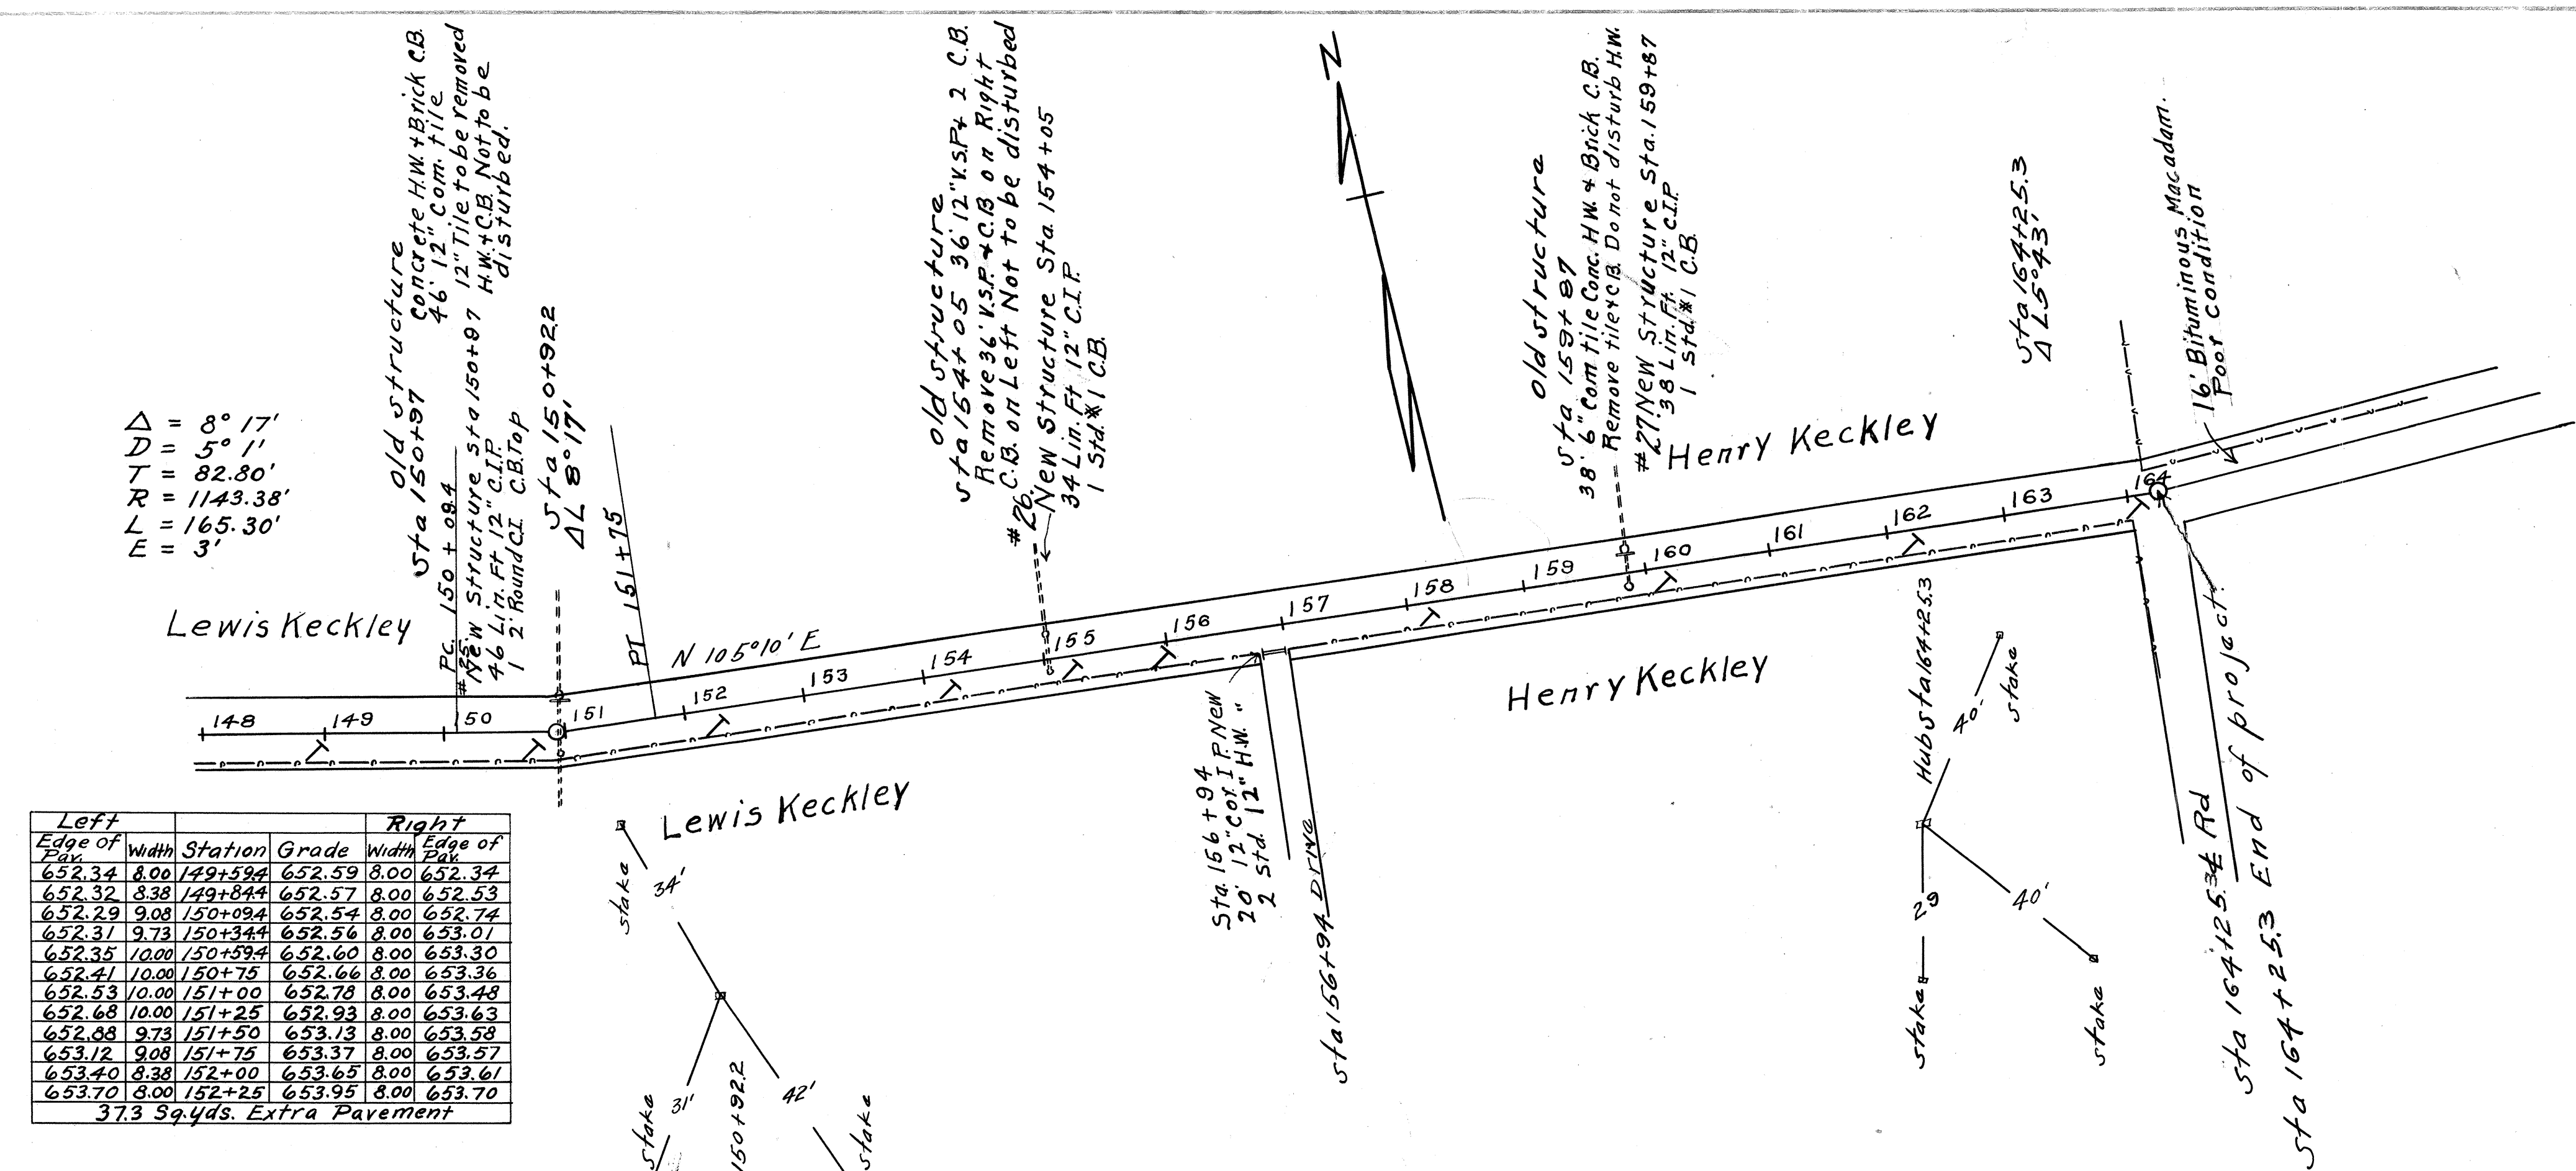 Δ = 8° 17'
D = 5° 1'
T = 82.80'
R = 1143.38'
L = 165.30'
E = 3'
Old structure
Sta 150+97 Concrete H.W. & Brick C.B.
46' 12" Com. tile
12" Tile to be removed
H.W. & C.B. Not to be
disturbed.
P.C. 150 + 09.4
#25 New Structure sta 150+97
46 Lin. Ft 12" C.I.P.
1 2' Round C.I. C.B. Top
Sta 150+92.2
ΔL 8° 17'
PT 151+75
N 105°10' E
Old structure
Sta 154+05 36' 12" V.S.P. & 2 C.B.
Remove 36' V.S.P. & C.B on Right
C.B. on Left Not to be disturbed
#26 New Structure Sta. 154+05
34 Lin. Ft 12" C.I.P.
1 Std. #1 C.B.
N
Old structure
Sta 159+87
38' 6" Com tile Conc. H.W. & Brick C.B.
Remove tile & C.B. Do not disturb H.W.
#27 New Structure Sta. 159+87
38 Lin. Ft. 12" C.I.P.
1 std. #1 C.B.
Sta 164+25.3
Δ L5°43'
16' Bituminous Macadam.
Poor Condition
Lewis Keckley
Henry Keckley
148 149 150 151 152 153 154 155 156 157 158 159 160 161 162 163 164
Lewis Keckley
Henry Keckley
Sta. 156+94
20' 12" Cor. I.P. New
2 Std. 12" H.W. "
Sta 156+94 Drive
Hub sta 164+25.3
40'
stake
29
stake
40'
stake
Sta 164+25.3 Rd
Sta 164+25.3 End of project.
stake
34'
31'
stake
150+92.2
42'
stake
Left Right
Edge of Pav. Width Station Grade Width Edge of Pav.
652.34 8.00 149+59.4 652.59 8.00 652.34
652.32 8.38 149+84.4 652.57 8.00 652.53
652.29 9.08 150+09.4 652.54 8.00 652.74
652.31 9.73 150+34.4 652.56 8.00 653.01
652.35 10.00 150+59.4 652.60 8.00 653.30
652.41 10.00 150+75 652.66 8.00 653.36
652.53 10.00 151+00 652.78 8.00 653.48
652.68 10.00 151+25 652.93 8.00 653.63
652.88 9.73 151+50 653.13 8.00 653.58
653.12 9.08 151+75 653.37 8.00 653.57
653.40 8.38 152+00 653.65 8.00 653.61
653.70 8.00 152+25 653.95 8.00 653.70
37.3 Sq.yds. Extra Pavement